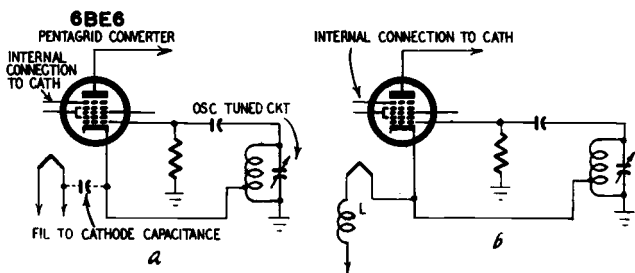 6BE6
PENTAGRID CONVERTER
INTERNAL
CONNECTION
TO CATH
OSC TUNED CKT
FIL TO CATHODE CAPACITANCE
a
INTERNAL CONNECTION TO CATH
L
b